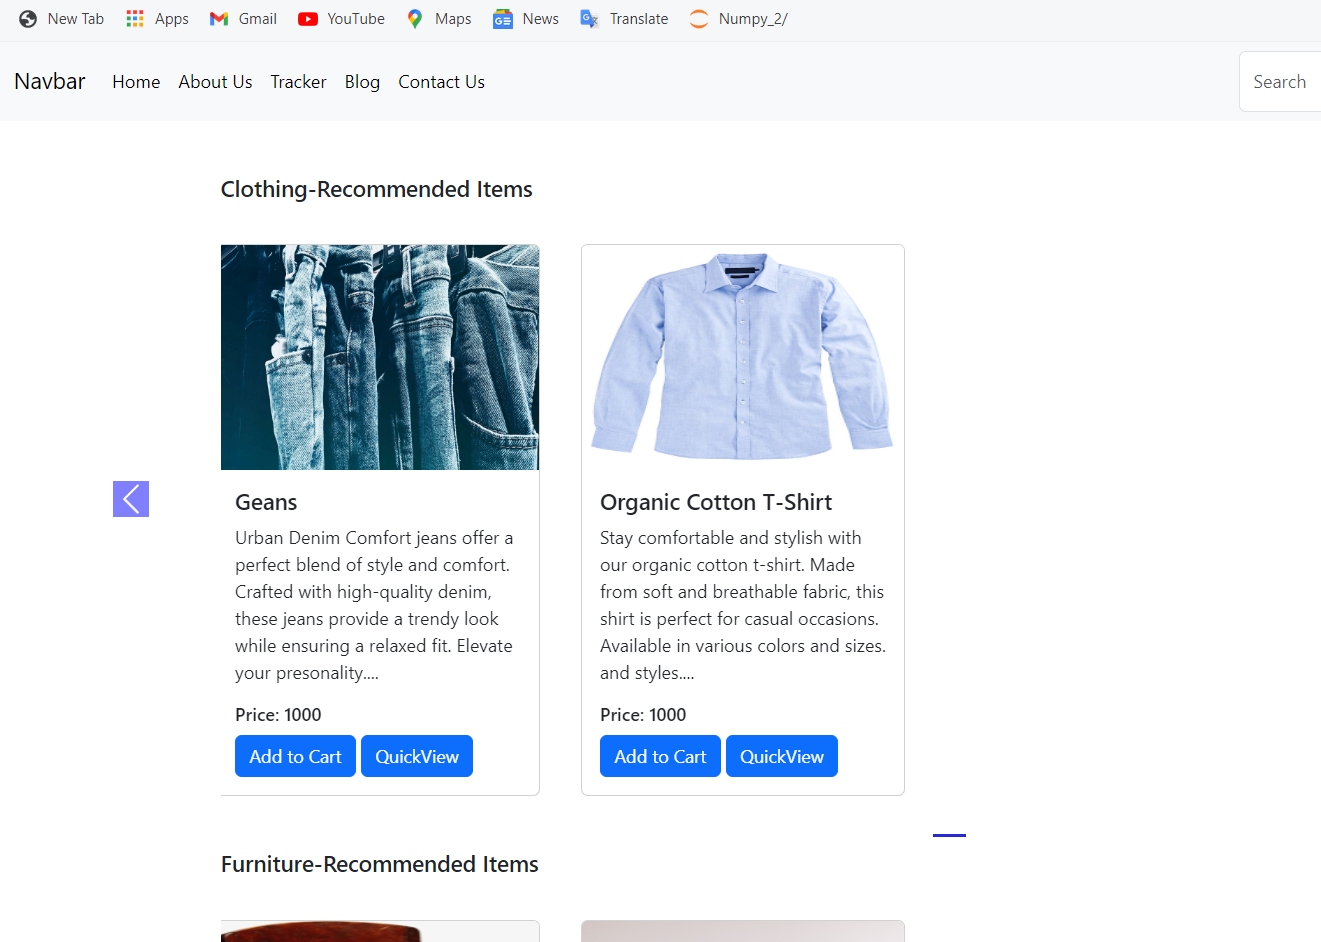 New Tab Apps Gmail YouTube Maps News Translate Numpy_2/
Navbar Home About Us Tracker Blog Contact Us Search
Clothing-Recommended Items
Geans
Urban Denim Comfort jeans offer a
perfect blend of style and comfort.
Crafted with high-quality denim,
these jeans provide a trendy look
while ensuring a relaxed fit. Elevate
your presonality....
Price: 1000
Add to Cart QuickView
Organic Cotton T-Shirt
Stay comfortable and stylish with
our organic cotton t-shirt. Made
from soft and breathable fabric, this
shirt is perfect for casual occasions.
Available in various colors and sizes.
and styles....
Price: 1000
Add to Cart QuickView
Furniture-Recommended Items